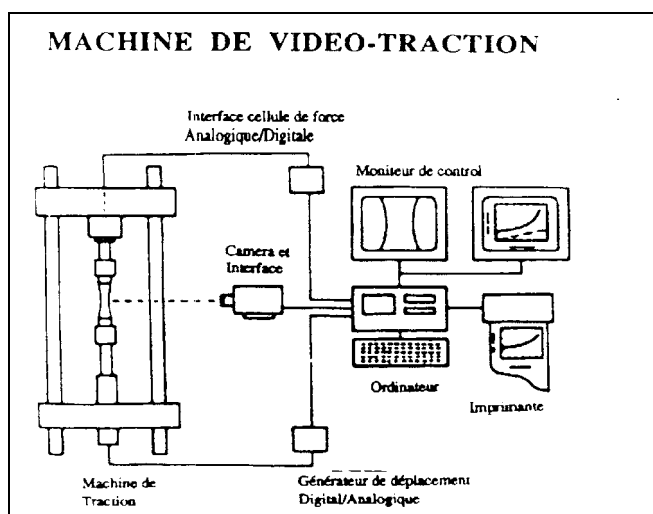 MACHINE DE VIDEO-TRACTION
Interface cellule de force
Analogique/Digitale
Moniteur de control
Camera et
Interface
Ordinateur
Imprimante
Machine de
Traction
Générateur de déplacement
Digital/Analogique